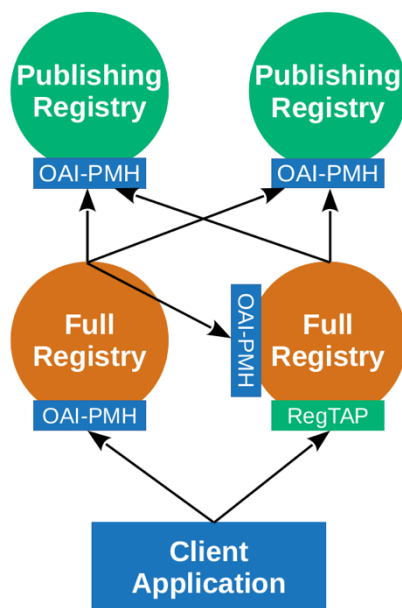 Publishing
Registry
OAI-PMH
Publishing
Registry
OAI-PMH
Full
Registry
OAI-PMH
OAI-PMH
Full
Registry
RegTAP
Client
Application